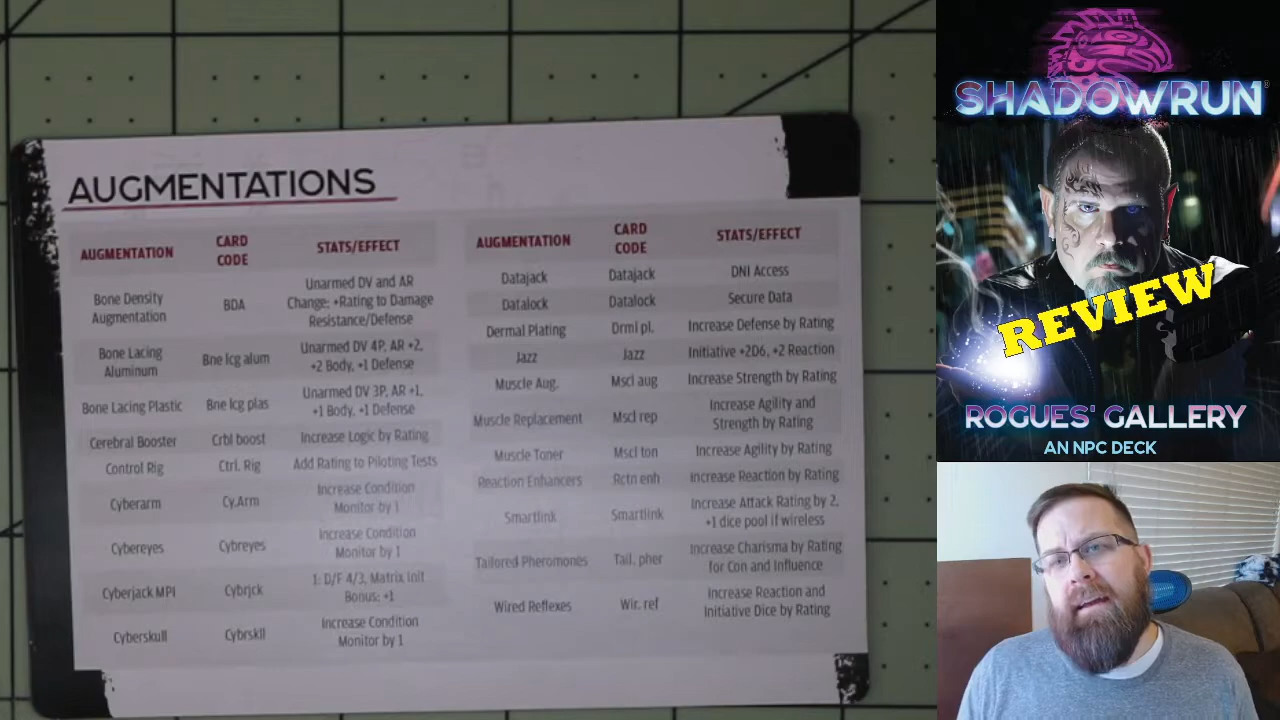 AUGMENTATIONS
AUGMENTATION CARD CODE STATS/EFFECT
Bone Density Augmentation BDA Unarmed DV and AR Change; +Rating to Damage Resistance/Defense
Bone Lacing Aluminum Bne lcg alum Unarmed DV 4P, AR +2, +2 Body, +1 Defense
Bone Lacing Plastic Bne lcg plas Unarmed DV 3P, AR +1, +1 Body, +1 Defense
Cerebral Booster Crbl boost Increase Logic by Rating
Control Rig Ctrl. Rig Add Rating to Piloting Tests
Cyberarm Cy.Arm Increase Condition Monitor by 1
Cybereyes Cybreyes Increase Condition Monitor by 1
Cyberjack MPI Cybrjck 1: D/F 4/3, Matrix Init Bonus: +1
Cyberskull Cybrskll Increase Condition Monitor by 1
AUGMENTATION CARD CODE STATS/EFFECT
Datajack Datajack DNI Access
Datalock Datalock Secure Data
Dermal Plating Drml pl. Increase Defense by Rating
Jazz Jazz Initiative +2D6, +2 Reaction
Muscle Aug. Mscl aug Increase Strength by Rating
Muscle Replacement Mscl rep Increase Agility and Strength by Rating
Muscle Toner Mscl ton Increase Agility by Rating
Reaction Enhancers Rctn enh Increase Reaction by Rating
Smartlink Smartlink Increase Attack Rating by 2, +1 dice pool if wireless
Tailored Pheromones Tail. pher Increase Charisma by Rating for Con and Influence
Wired Reflexes Wir. ref Increase Reaction and Initiative Dice by Rating
SHADOWRUN®
REVIEW
ROGUES' GALLERY
AN NPC DECK